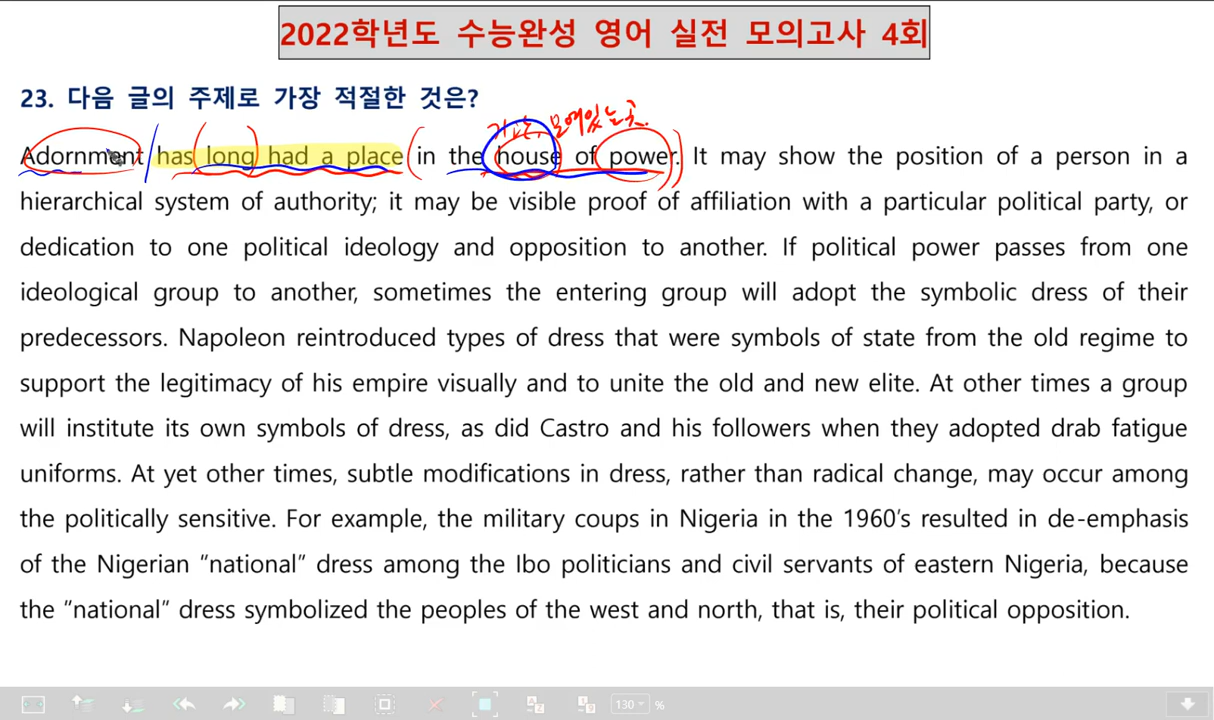 2022학년도 수능완성 영어 실전 모의고사 4회
23. 다음 글의 주제로 가장 적절한 것은?
모여있는 곳
Adornment has long had a place in the house of power. It may show the position of a person in a
hierarchical system of authority; it may be visible proof of affiliation with a particular political party, or
dedication to one political ideology and opposition to another. If political power passes from one
ideological group to another, sometimes the entering group will adopt the symbolic dress of their
predecessors. Napoleon reintroduced types of dress that were symbols of state from the old regime to
support the legitimacy of his empire visually and to unite the old and new elite. At other times a group
will institute its own symbols of dress, as did Castro and his followers when they adopted drab fatigue
uniforms. At yet other times, subtle modifications in dress, rather than radical change, may occur among
the politically sensitive. For example, the military coups in Nigeria in the 1960's resulted in de-emphasis
of the Nigerian "national" dress among the Ibo politicians and civil servants of eastern Nigeria, because
the "national" dress symbolized the peoples of the west and north, that is, their political opposition.
130 %